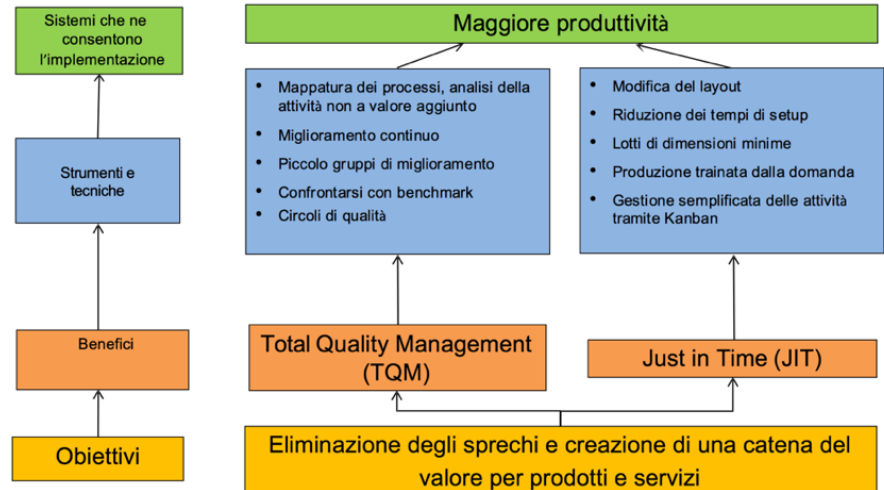 Sistemi che ne
consentono
l'implementazione
Strumenti e
tecniche
Benefici
Obiettivi
Maggiore produttività
• Mappatura dei processi, analisi della
attività non a valore aggiunto
• Miglioramento continuo
• Piccolo gruppi di miglioramento
• Confrontarsi con benchmark
• Circoli di qualità
• Modifica del layout
• Riduzione dei tempi di setup
• Lotti di dimensioni minime
• Produzione trainata dalla domanda
• Gestione semplificata delle attività
tramite Kanban
Total Quality Management
(TQM)
Just in Time (JIT)
Eliminazione degli sprechi e creazione di una catena del
valore per prodotti e servizi